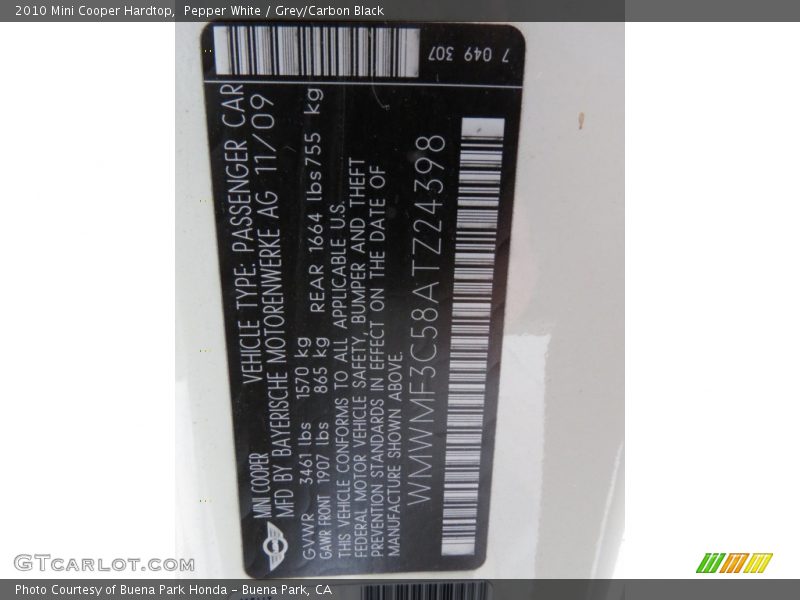 2010 Mini Cooper Hardtop, Pepper White / Grey/Carbon Black
7 049 307
MINI COOPER VEHICLE TYPE: PASSENGER CAR
MFD BY BAYERISCHE MOTORENWERKE AG 11/09
GVWR 3461 lbs 1570 kg
GAWR FRONT 1907 lbs 865 kg REAR 1664 lbs 755 kg
THIS VEHICLE CONFORMS TO ALL APPLICABLE U.S.
FEDERAL MOTOR VEHICLE SAFETY, BUMPER AND THEFT
PREVENTION STANDARDS IN EFFECT ON THE DATE OF
MANUFACTURE SHOWN ABOVE.
WMWMF3C58ATZ24398
GTCARLOT.COM
Photo Courtesy of Buena Park Honda - Buena Park, CA